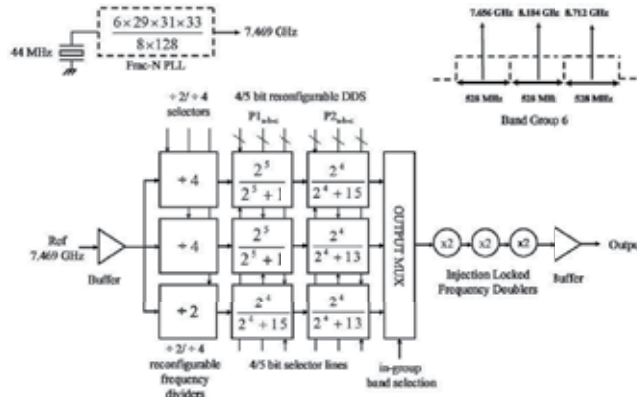 6×29×31×33
8×128
44 MHz
7.469 GHz
Frac-N PLL
7.656 GHz 8.184 GHz 8.712 GHz
528 MHz 528 MHz 528 MHz
Band Group 6
÷ 2/ ÷ 4
selectors
4/5 bit reconfigurable DDS
P1 P2
÷ 4
2^5
2^5 + 1
2^4
2^4 + 15
÷ 4
2^5
2^5 + 1
2^4
2^4 + 13
÷ 2
2^4
2^4 + 15
2^4
2^4 + 13
OUTPUT MUX
Ref
7.469 GHz
Buffer
x2 x2 x2
Output
Injection Locked
Frequency Doublers
Buffer
÷ 2/ ÷ 4
reconfigurable
frequency
dividers
4/5 bit selector lines
in-group
band selection